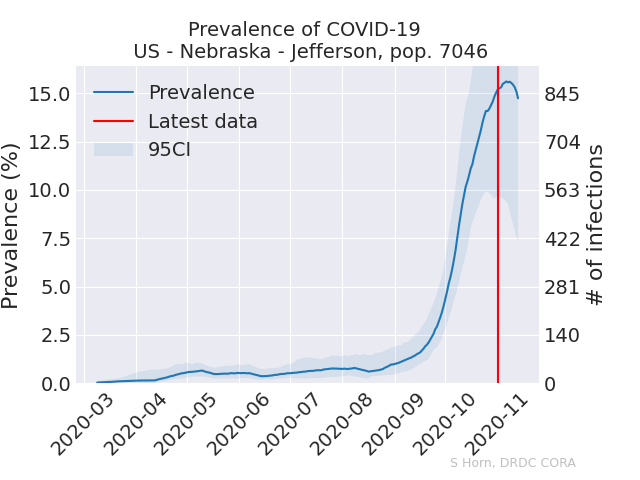 Prevalence of COVID-19
US - Nebraska - Jefferson, pop. 7046
Prevalence
Latest data
95CI
Prevalence (%)
15.0
12.5
10.0
7.5
5.0
2.5
0.0
845
704
563
422
281
140
0
# of infections
2020-03
2020-04
2020-05
2020-06
2020-07
2020-08
2020-09
2020-10
2020-11
S Horn, DRDC CORA